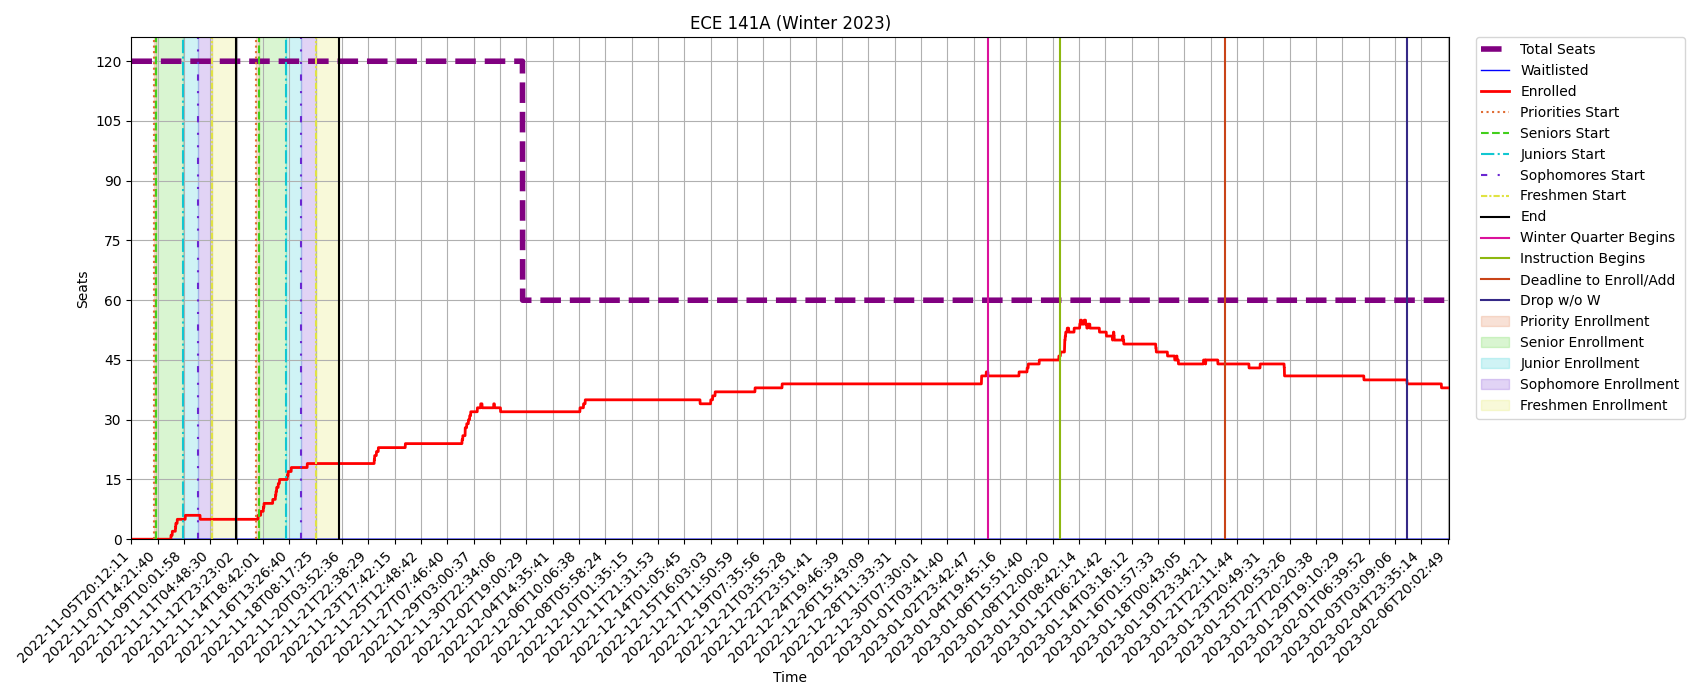 ECE 141A (Winter 2023)
120
105
90
75
60
45
30
15
0
Seats
2022-11-05T20:12:11
2022-11-07T14:21:40
2022-11-09T10:01:58
2022-11-11T04:48:30
2022-11-12T23:23:02
2022-11-14T18:42:01
2022-11-16T13:26:40
2022-11-18T08:17:25
2022-11-20T03:52:36
2022-11-21T22:38:29
2022-11-23T17:42:15
2022-11-25T12:48:42
2022-11-27T07:46:40
2022-11-29T03:00:37
2022-11-30T22:34:06
2022-12-02T19:00:29
2022-12-04T14:35:41
2022-12-06T10:06:38
2022-12-08T05:58:24
2022-12-10T01:35:15
2022-12-11T21:31:53
2022-12-14T01:05:45
2022-12-15T16:03:03
2022-12-17T11:50:59
2022-12-19T07:35:56
2022-12-21T03:55:28
2022-12-22T23:51:41
2022-12-24T19:46:39
2022-12-26T15:43:09
2022-12-28T11:33:31
2022-12-30T07:30:01
2023-01-01T03:41:40
2023-01-02T23:42:47
2023-01-04T19:45:16
2023-01-06T15:51:40
2023-01-08T12:00:20
2023-01-10T08:42:14
2023-01-12T06:21:42
2023-01-14T03:18:12
2023-01-16T01:57:33
2023-01-18T00:43:05
2023-01-19T23:34:21
2023-01-21T22:11:44
2023-01-23T20:49:31
2023-01-25T20:53:26
2023-01-27T20:20:38
2023-01-29T19:10:29
2023-02-01T06:39:52
2023-02-03T03:09:06
2023-02-04T23:35:14
2023-02-06T20:02:49
Time
Total Seats
Waitlisted
Enrolled
Priorities Start
Seniors Start
Juniors Start
Sophomores Start
Freshmen Start
End
Winter Quarter Begins
Instruction Begins
Deadline to Enroll/Add
Drop w/o W
Priority Enrollment
Senior Enrollment
Junior Enrollment
Sophomore Enrollment
Freshmen Enrollment